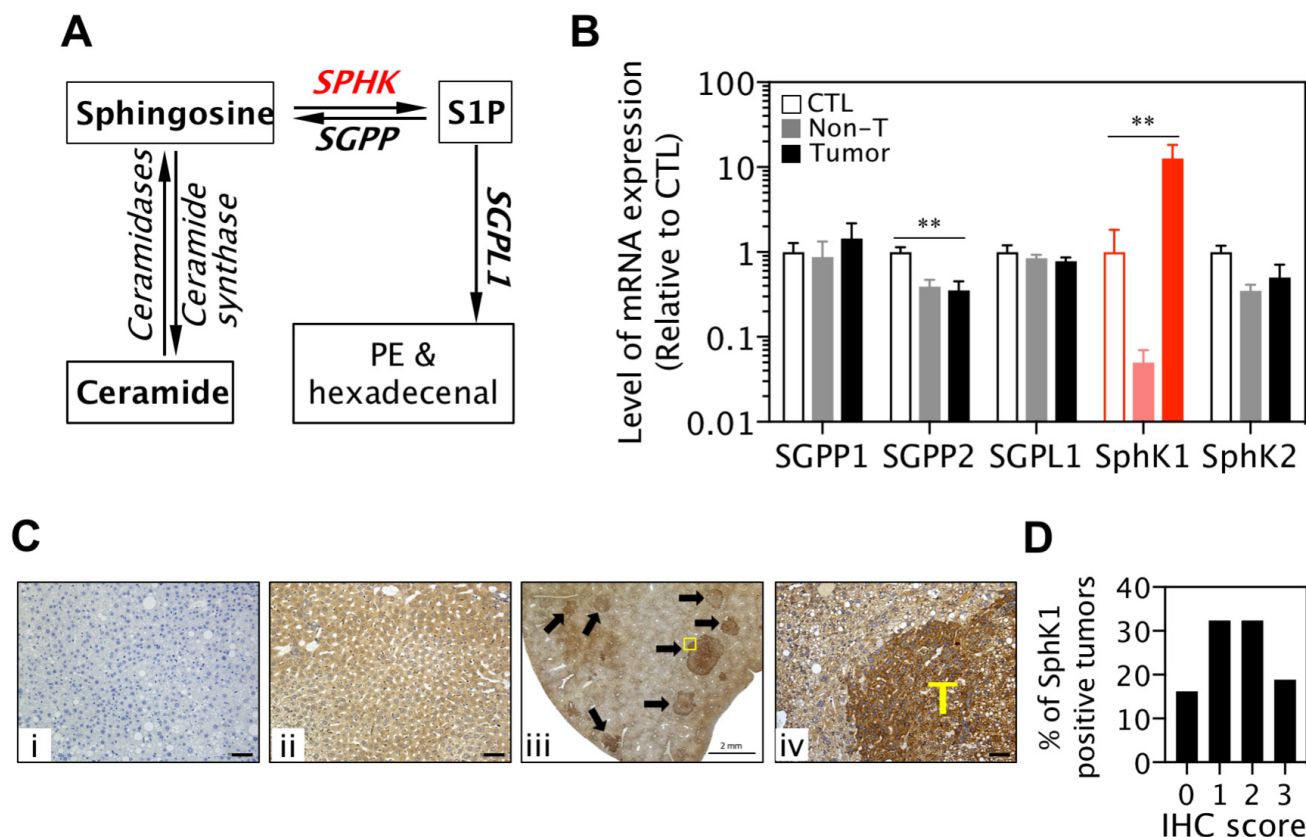 A
SPHK
Sphingosine
S1P
SGPP
Ceramidases
Ceramide
synthase
SGPL1
Ceramide
PE &
hexadecenal
B
Level of mRNA expression
(Relative to CTL)
100
10
1
0.1
0.01
CTL
Non-T
Tumor
**
**
SGPP1 SGPP2 SGPL1 SphK1 SphK2
C
i
ii
iii
2 mm
iv
T
D
% of SphK1
positive tumors
40
30
20
10
0
0 1 2 3
IHC score